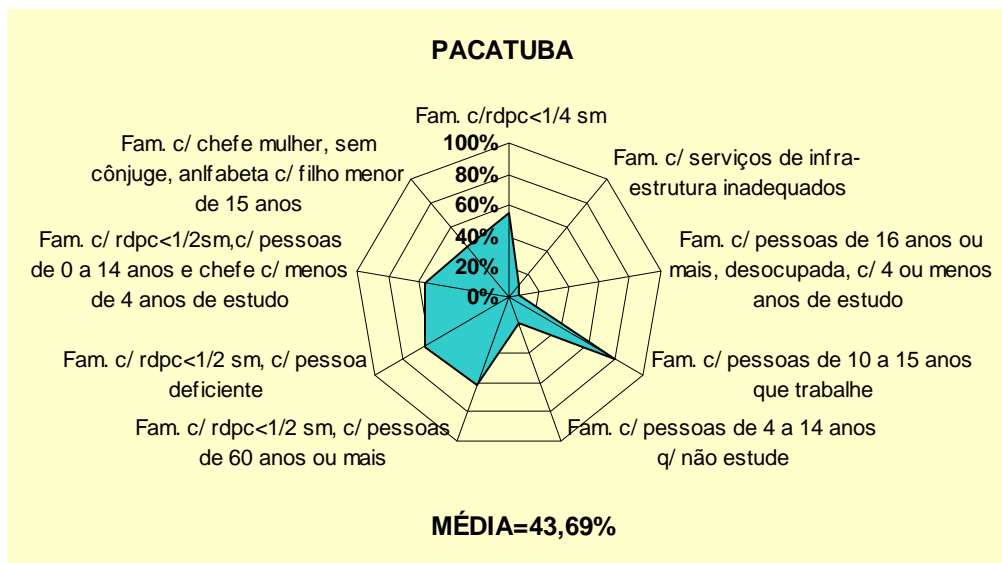 PACATUBA
Fam. c/rdpc<1/4 sm
Fam. c/ serviços de infra-
estrutura inadequados
Fam. c/ pessoas de 16 anos ou
mais, desocupada, c/ 4 ou menos
anos de estudo
Fam. c/ pessoas de 10 a 15 anos
que trabalhe
Fam. c/ pessoas de 4 a 14 anos
q/ não estude
Fam. c/ rdpc<1/2 sm, c/ pessoas
de 60 anos ou mais
Fam. c/ rdpc<1/2 sm, c/ pessoa
deficiente
Fam. c/ rdpc<1/2sm,c/ pessoas
de 0 a 14 anos e chefe c/ menos
de 4 anos de estudo
Fam. c/ chefe mulher, sem
cônjuge, anlfabeta c/ filho menor
de 15 anos
100%
80%
60%
40%
20%
0%
MÉDIA=43,69%